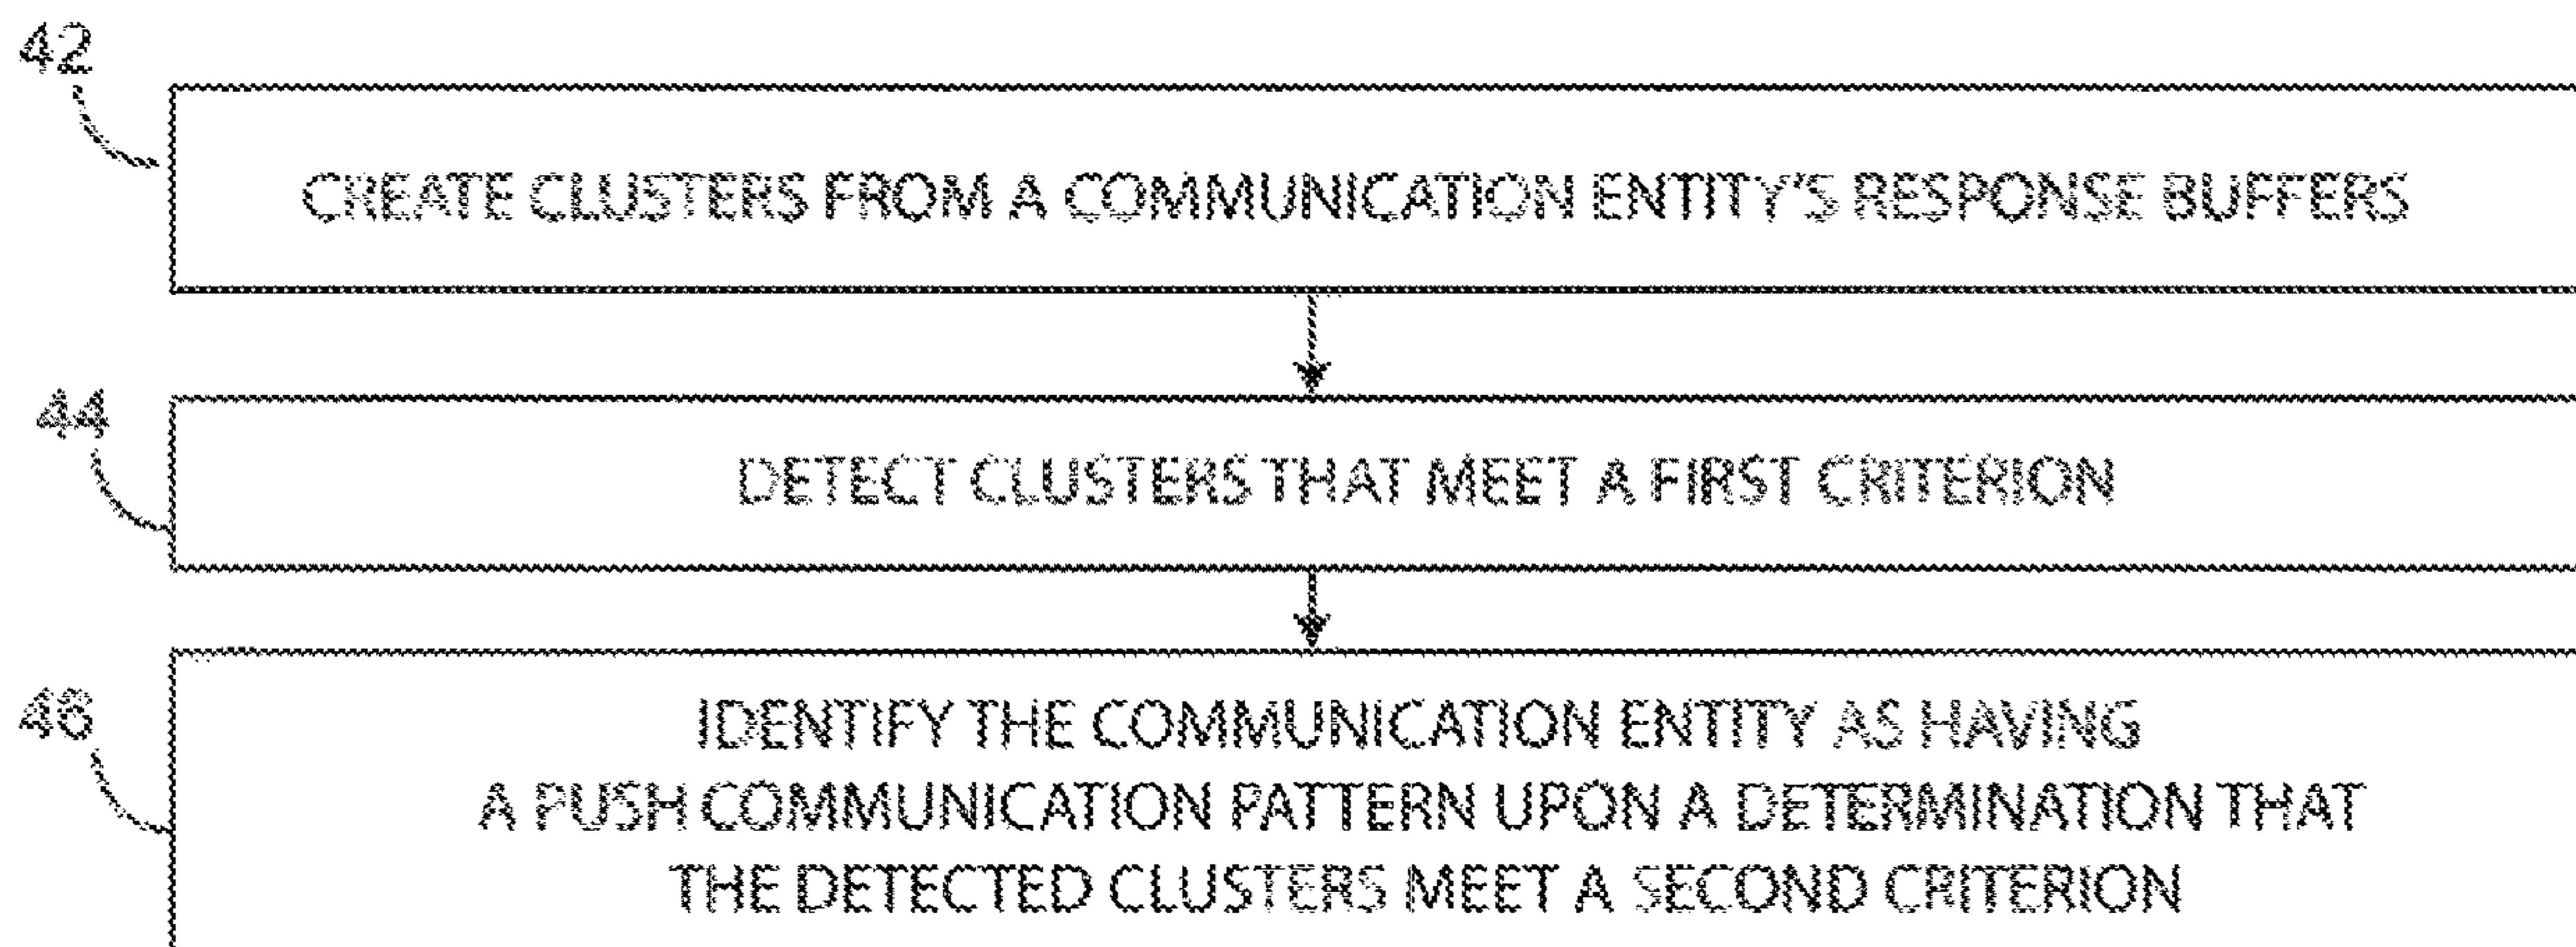 42
CREATE CLUSTERS FROM A COMMUNICATION ENTITY'S RESPONSE BUFFERS
44
DETECT CLUSTERS THAT MEET A FIRST CRITERION
46
IDENTIFY THE COMMUNICATION ENTITY AS HAVING
A PUSH COMMUNICATION PATTERN UPON A DETERMINATION THAT
THE DETECTED CLUSTERS MEET A SECOND CRITERION